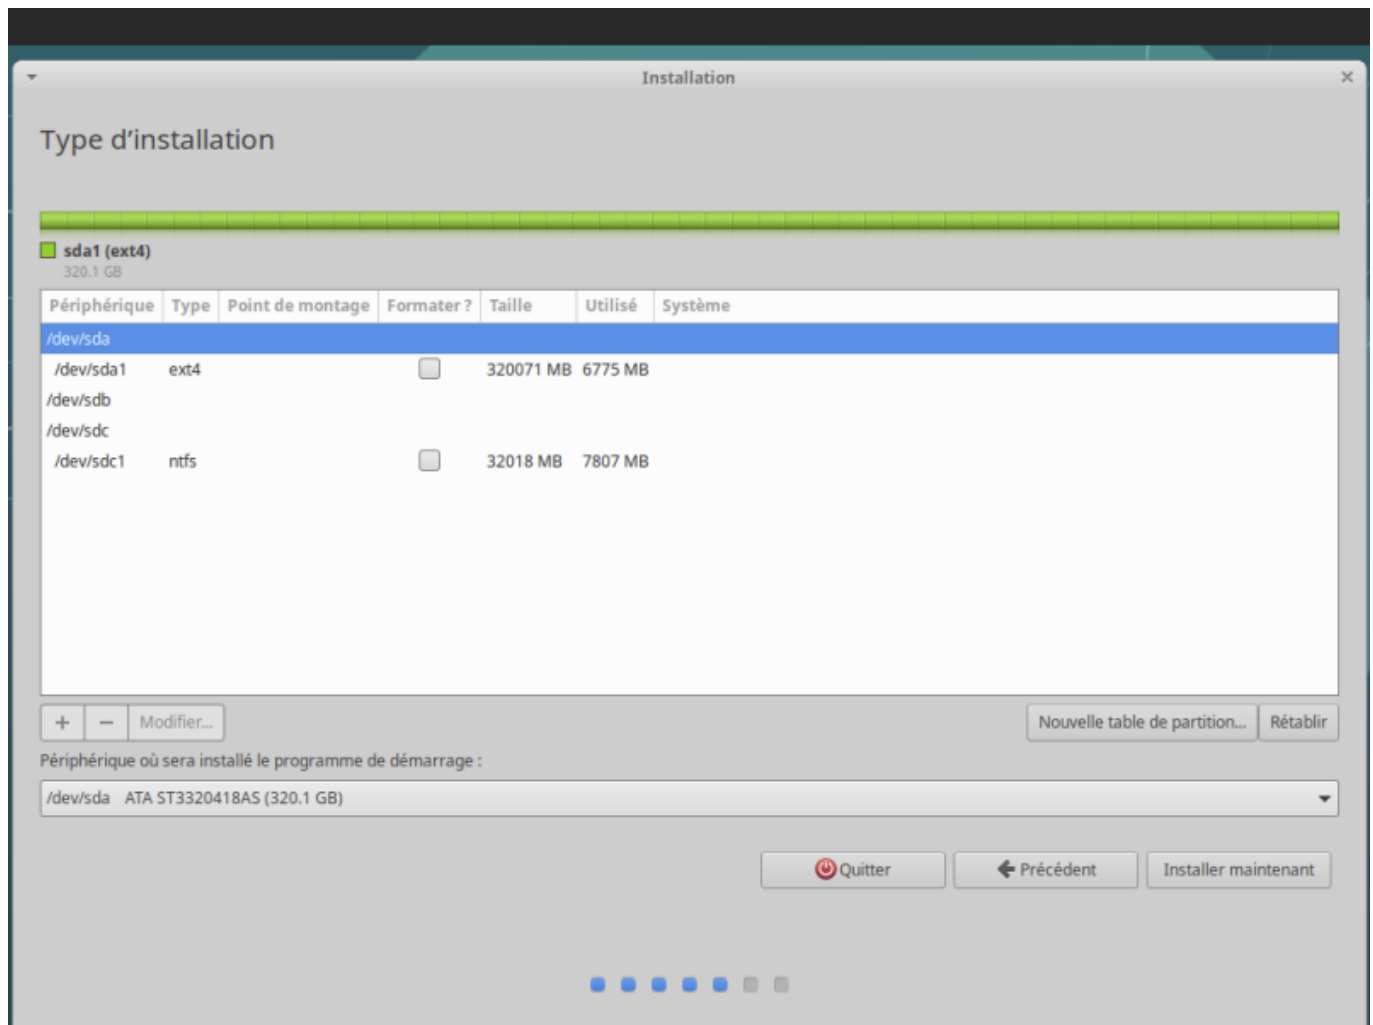 Installation
Type d’installation
sda1 (ext4)
320.1 GB
Périphérique Type Point de montage Formater ? Taille Utilisé Système
/dev/sda
/dev/sda1 ext4 320071 MB 6775 MB
/dev/sdb
/dev/sdc
/dev/sdc1 ntfs 32018 MB 7807 MB
+ − Modifier... Nouvelle table de partition... Rétablir
Périphérique où sera installé le programme de démarrage :
/dev/sda ATA ST3320418AS (320.1 GB)
Quitter Précédent Installer maintenant